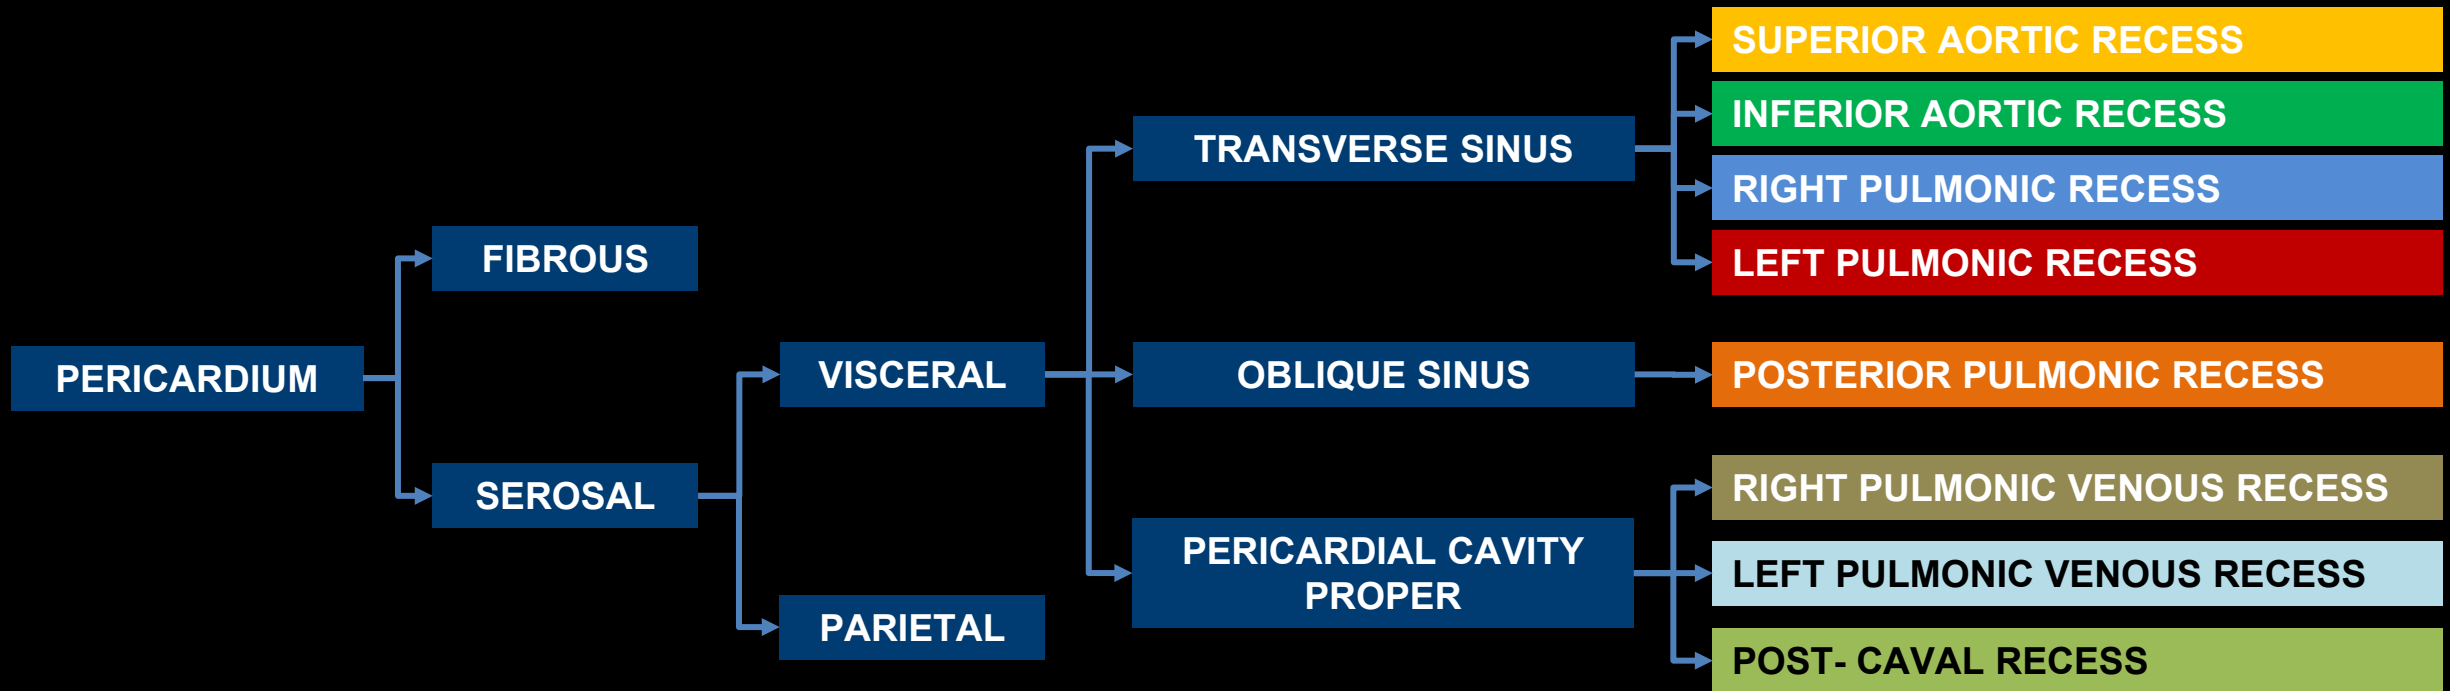 PERICARDIUM
FIBROUS
SEROSAL
VISCERAL
PARIETAL
TRANSVERSE SINUS
OBLIQUE SINUS
PERICARDIAL CAVITY
PROPER
SUPERIOR AORTIC RECESS
INFERIOR AORTIC RECESS
RIGHT PULMONIC RECESS
LEFT PULMONIC RECESS
POSTERIOR PULMONIC RECESS
RIGHT PULMONIC VENOUS RECESS
LEFT PULMONIC VENOUS RECESS
POST- CAVAL RECESS